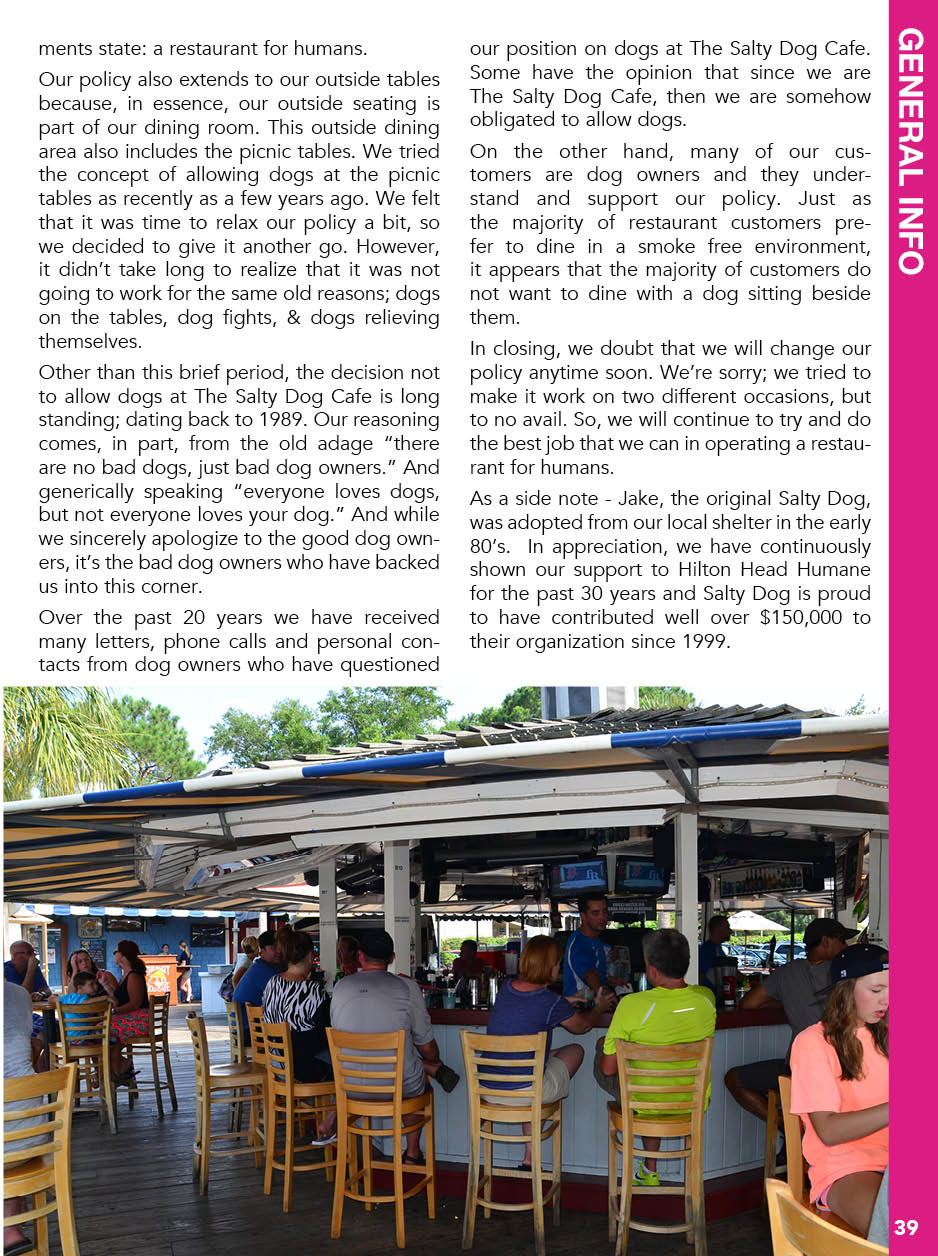 ments state: a restaurant for humans.
Our policy also extends to our outside tables
because, in essence, our outside seating is
part of our dining room. This outside dining
area also includes the picnic tables. We tried
the concept of allowing dogs at the picnic
tables as recently as a few years ago. We felt
that it was time to relax our policy a bit, so
we decided to give it another go. However,
it didn’t take long to realize that it was not
going to work for the same old reasons; dogs
on the tables, dog fights, & dogs relieving
themselves.
Other than this brief period, the decision not
to allow dogs at The Salty Dog Cafe is long
standing; dating back to 1989. Our reasoning
comes, in part, from the old adage “there
are no bad dogs, just bad dog owners.” And
generically speaking “everyone loves dogs,
but not everyone loves your dog.” And while
we sincerely apologize to the good dog own-
ers, it’s the bad dog owners who have backed
us into this corner.
Over the past 20 years we have received
many letters, phone calls and personal con-
tacts from dog owners who have questioned
our position on dogs at The Salty Dog Cafe.
Some have the opinion that since we are
The Salty Dog Cafe, then we are somehow
obligated to allow dogs.
On the other hand, many of our cus-
tomers are dog owners and they under-
stand and support our policy. Just as
the majority of restaurant customers pre-
fer to dine in a smoke free environment,
it appears that the majority of customers do
not want to dine with a dog sitting beside
them.
In closing, we doubt that we will change our
policy anytime soon. We’re sorry; we tried to
make it work on two different occasions, but
to no avail. So, we will continue to try and do
the best job that we can in operating a restau-
rant for humans.
As a side note - Jake, the original Salty Dog,
was adopted from our local shelter in the early
80’s. In appreciation, we have continuously
shown our support to Hilton Head Humane
for the past 30 years and Salty Dog is proud
to have contributed well over $150,000 to
their organization since 1999.
GENERAL INFO
39